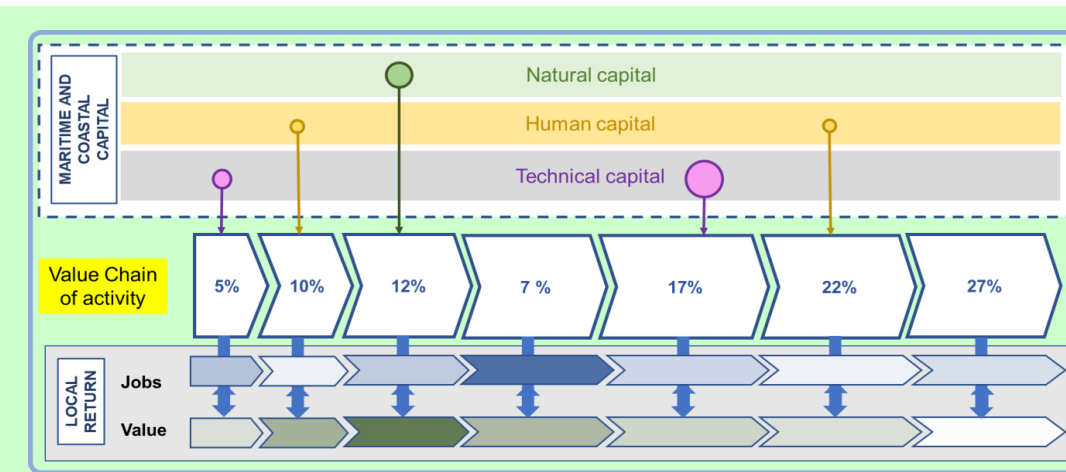 MARITIME AND
COASTAL
CAPITAL
Natural capital
Human capital
Technical capital
Value Chain
of activity
5%
10%
12%
7 %
17%
22%
27%
LOCAL
RETURN
Jobs
Value